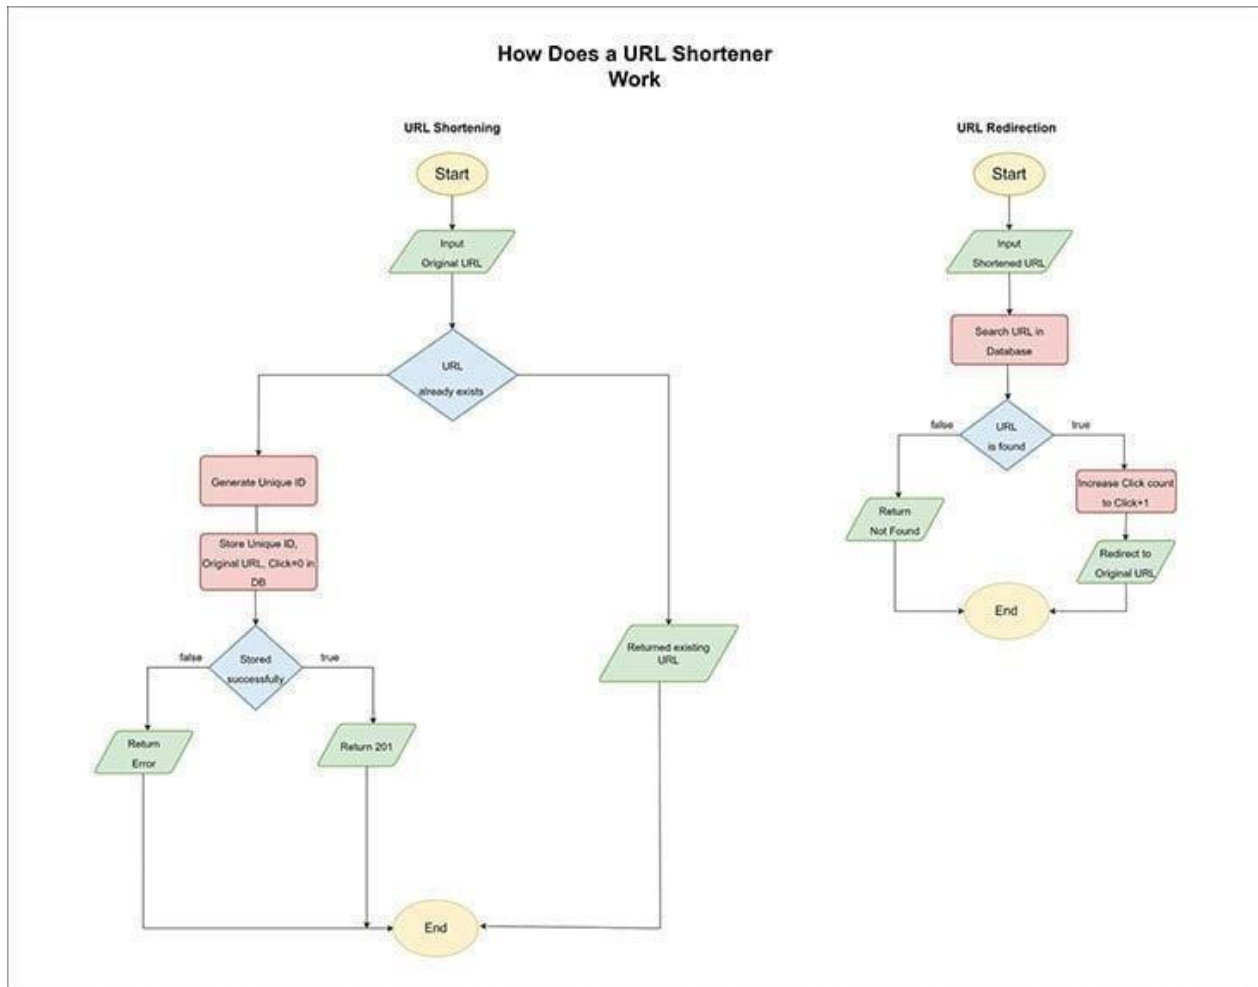 How Does a URL Shortener
Work
URL Shortening
Start
Input
Original URL
URL
already exists
Generate Unique ID
Store Unique ID,
Original URL, Click=0 in
DB
false
Stored
successfully
true
Return
Error
Return 201
Returned existing
URL
End
URL Redirection
Start
Input
Shortened URL
Search URL in
Database
false
URL
is found
true
Return
Not Found
Increase Click count
to Click+1
Redirect to
Original URL
End